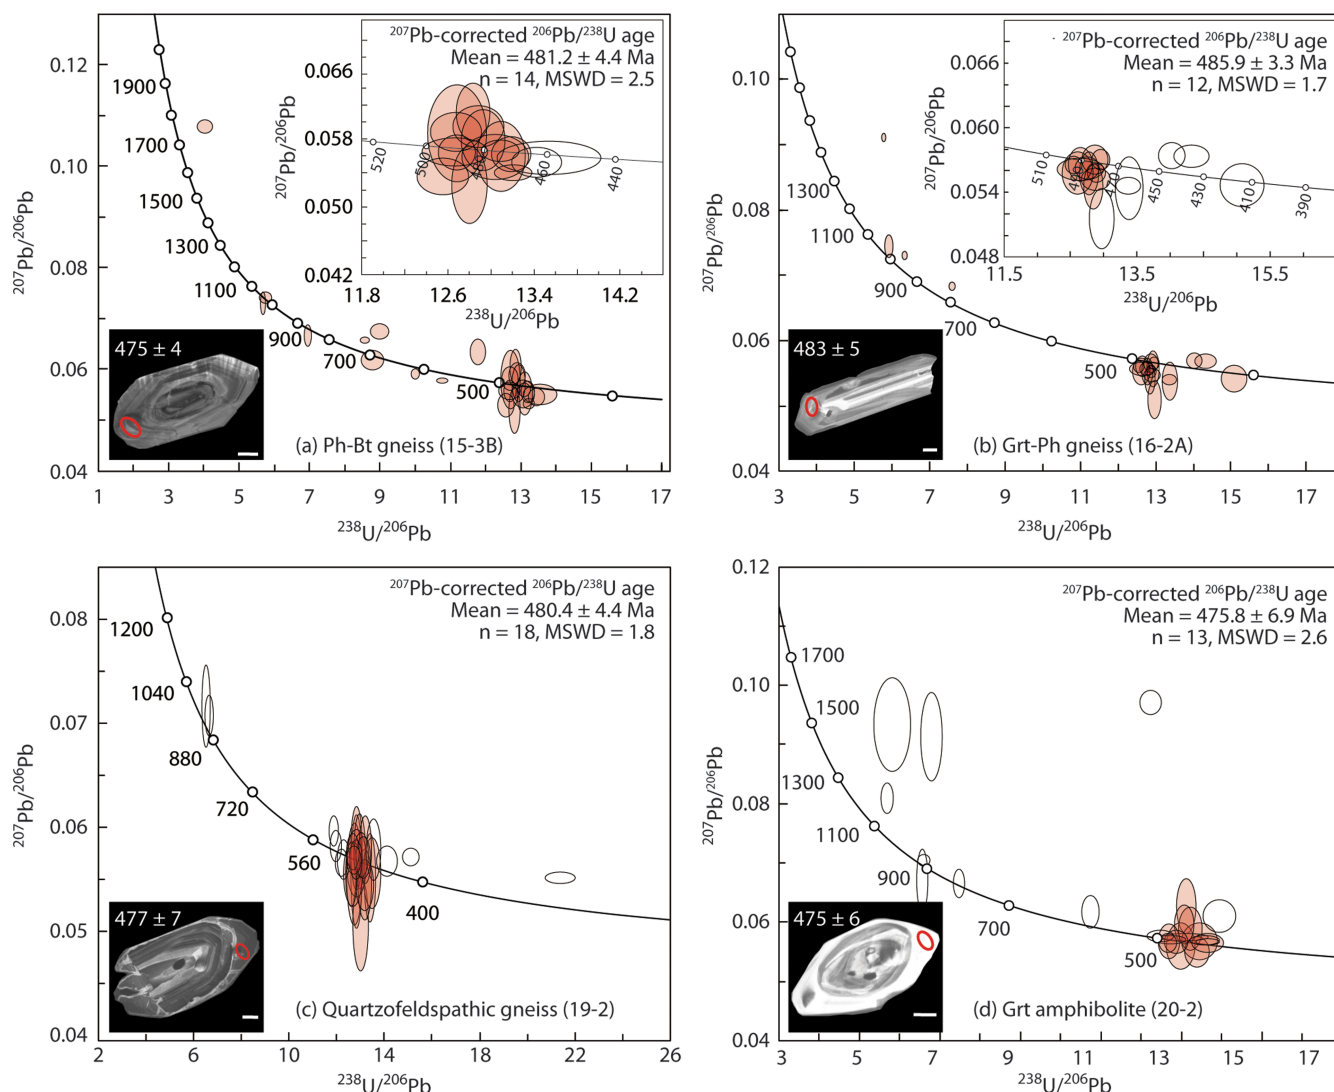 0.12
0.10
0.08
0.06
0.04
²⁰⁷Pb/²⁰⁶Pb
1900
1700
1500
1300
1100
900
700
500
²⁰⁷Pb-corrected ²⁰⁶Pb/²³⁸U age
Mean = 481.2 ± 4.4 Ma
n = 14, MSWD = 2.5
0.066
0.058
0.050
0.042
²⁰⁷Pb/²⁰⁶Pb
520
500
460
440
11.8 12.6 13.4 14.2
²³⁸U/²⁰⁶Pb
475 ± 4
(a) Ph-Bt gneiss (15-3B)
1 3 5 7 9 11 13 15 17
²³⁸U/²⁰⁶Pb
0.10
0.08
0.06
0.04
²⁰⁷Pb/²⁰⁶Pb
1300
1100
900
700
500
²⁰⁷Pb-corrected ²⁰⁶Pb/²³⁸U age
Mean = 485.9 ± 3.3 Ma
n = 12, MSWD = 1.7
0.066
0.060
0.054
0.048
²⁰⁷Pb/²⁰⁶Pb
510
450
430
410
390
11.5 13.5 15.5
²³⁸U/²⁰⁶Pb
483 ± 5
(b) Grt-Ph gneiss (16-2A)
3 5 7 9 11 13 15 17
²³⁸U/²⁰⁶Pb
0.08
0.07
0.06
0.05
0.04
²⁰⁷Pb/²⁰⁶Pb
1200
1040
880
720
560
400
²⁰⁷Pb-corrected ²⁰⁶Pb/²³⁸U age
Mean = 480.4 ± 4.4 Ma
n = 18, MSWD = 1.8
477 ± 7
(c) Quartzofeldspathic gneiss (19-2)
2 6 10 14 18 22 26
²³⁸U/²⁰⁶Pb
0.12
0.10
0.08
0.06
0.04
²⁰⁷Pb/²⁰⁶Pb
1700
1500
1300
1100
900
700
500
²⁰⁷Pb-corrected ²⁰⁶Pb/²³⁸U age
Mean = 475.8 ± 6.9 Ma
n = 13, MSWD = 2.6
475 ± 6
(d) Grt amphibolite (20-2)
3 5 7 9 11 13 15 17
²³⁸U/²⁰⁶Pb